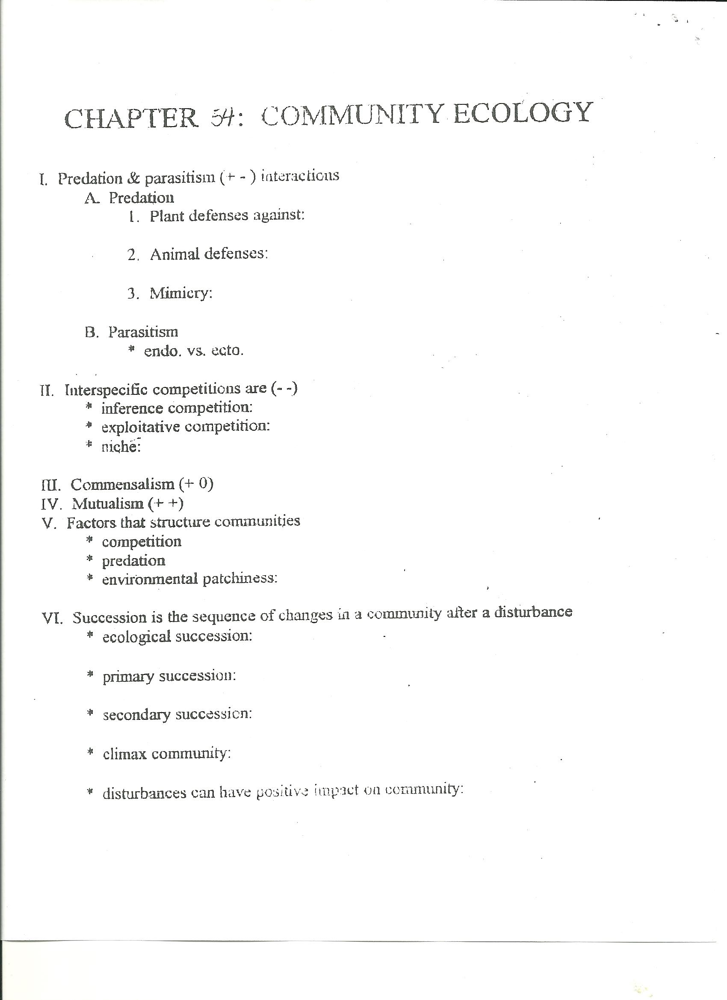 CHAPTER 54: COMMUNITY ECOLOGY
I. Predation & parasitism (+ - ) interactions
A. Predation
1. Plant defenses against:
2. Animal defenses:
3. Mimicry:
B. Parasitism
* endo. vs. ecto.
II. Interspecific competitions are (- -)
* inference competition:
* exploitative competition:
* niche:
III. Commensalism (+ 0)
IV. Mutualism (+ +)
V. Factors that structure communities
* competition
* predation
* environmental patchiness:
VI. Succession is the sequence of changes in a community after a disturbance
* ecological succession:
* primary succession:
* secondary succession:
* climax community:
* disturbances can have positive impact on community: